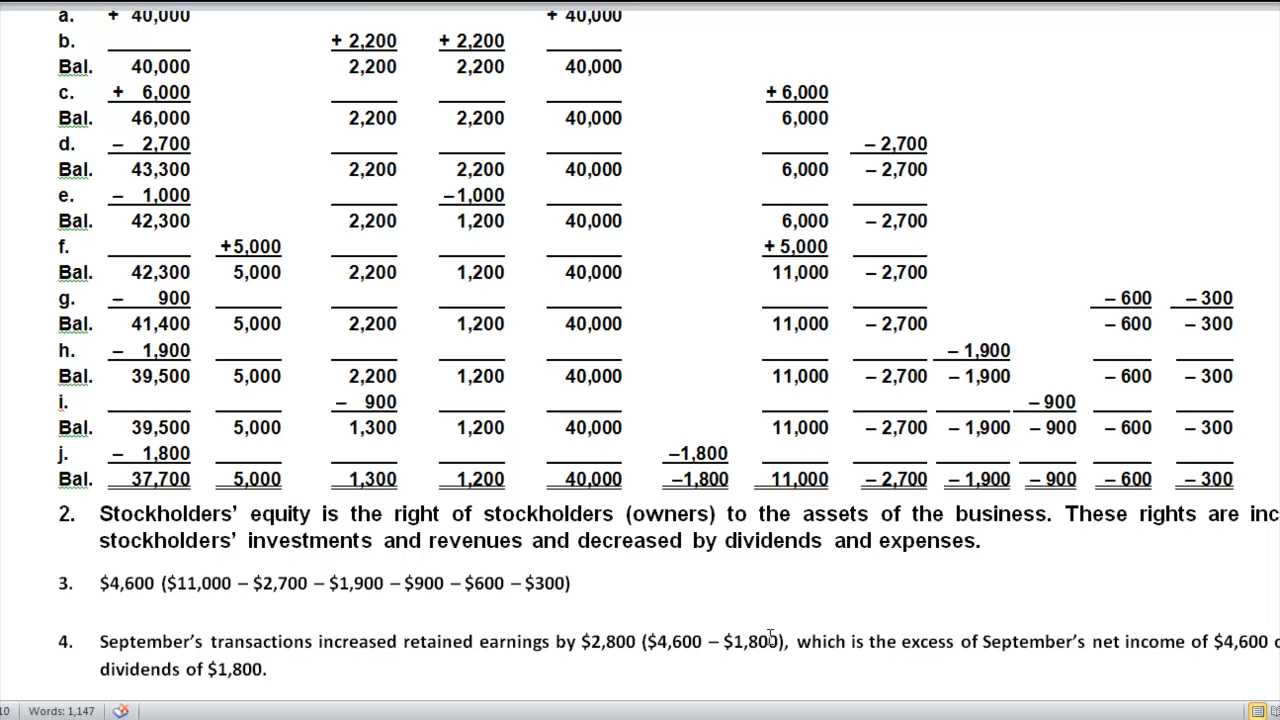 a. + 40,000 + 40,000
b. + 2,200 + 2,200
Bal. 40,000 2,200 2,200 40,000
c. + 6,000 + 6,000
Bal. 46,000 2,200 2,200 40,000 6,000
d. – 2,700 – 2,700
Bal. 43,300 2,200 2,200 40,000 6,000 – 2,700
e. – 1,000 –1,000
Bal. 42,300 2,200 1,200 40,000 6,000 – 2,700
f. +5,000 + 5,000
Bal. 42,300 5,000 2,200 1,200 40,000 11,000 – 2,700
g. – 900 – 600 – 300
Bal. 41,400 5,000 2,200 1,200 40,000 11,000 – 2,700 – 600 – 300
h. – 1,900 – 1,900
Bal. 39,500 5,000 2,200 1,200 40,000 11,000 – 2,700 – 1,900 – 600 – 300
i. – 900 – 900
Bal. 39,500 5,000 1,300 1,200 40,000 11,000 – 2,700 – 1,900 – 900 – 600 – 300
j. – 1,800 –1,800
Bal. 37,700 5,000 1,300 1,200 40,000 –1,800 11,000 – 2,700 – 1,900 – 900 – 600 – 300
2. Stockholders’ equity is the right of stockholders (owners) to the assets of the business. These rights are inc
stockholders’ investments and revenues and decreased by dividends and expenses.
3. $4,600 ($11,000 – $2,700 – $1,900 – $900 – $600 – $300)
4. September’s transactions increased retained earnings by $2,800 ($4,600 – $1,800), which is the excess of September’s net income of $4,600
dividends of $1,800.
10 Words: 1,147